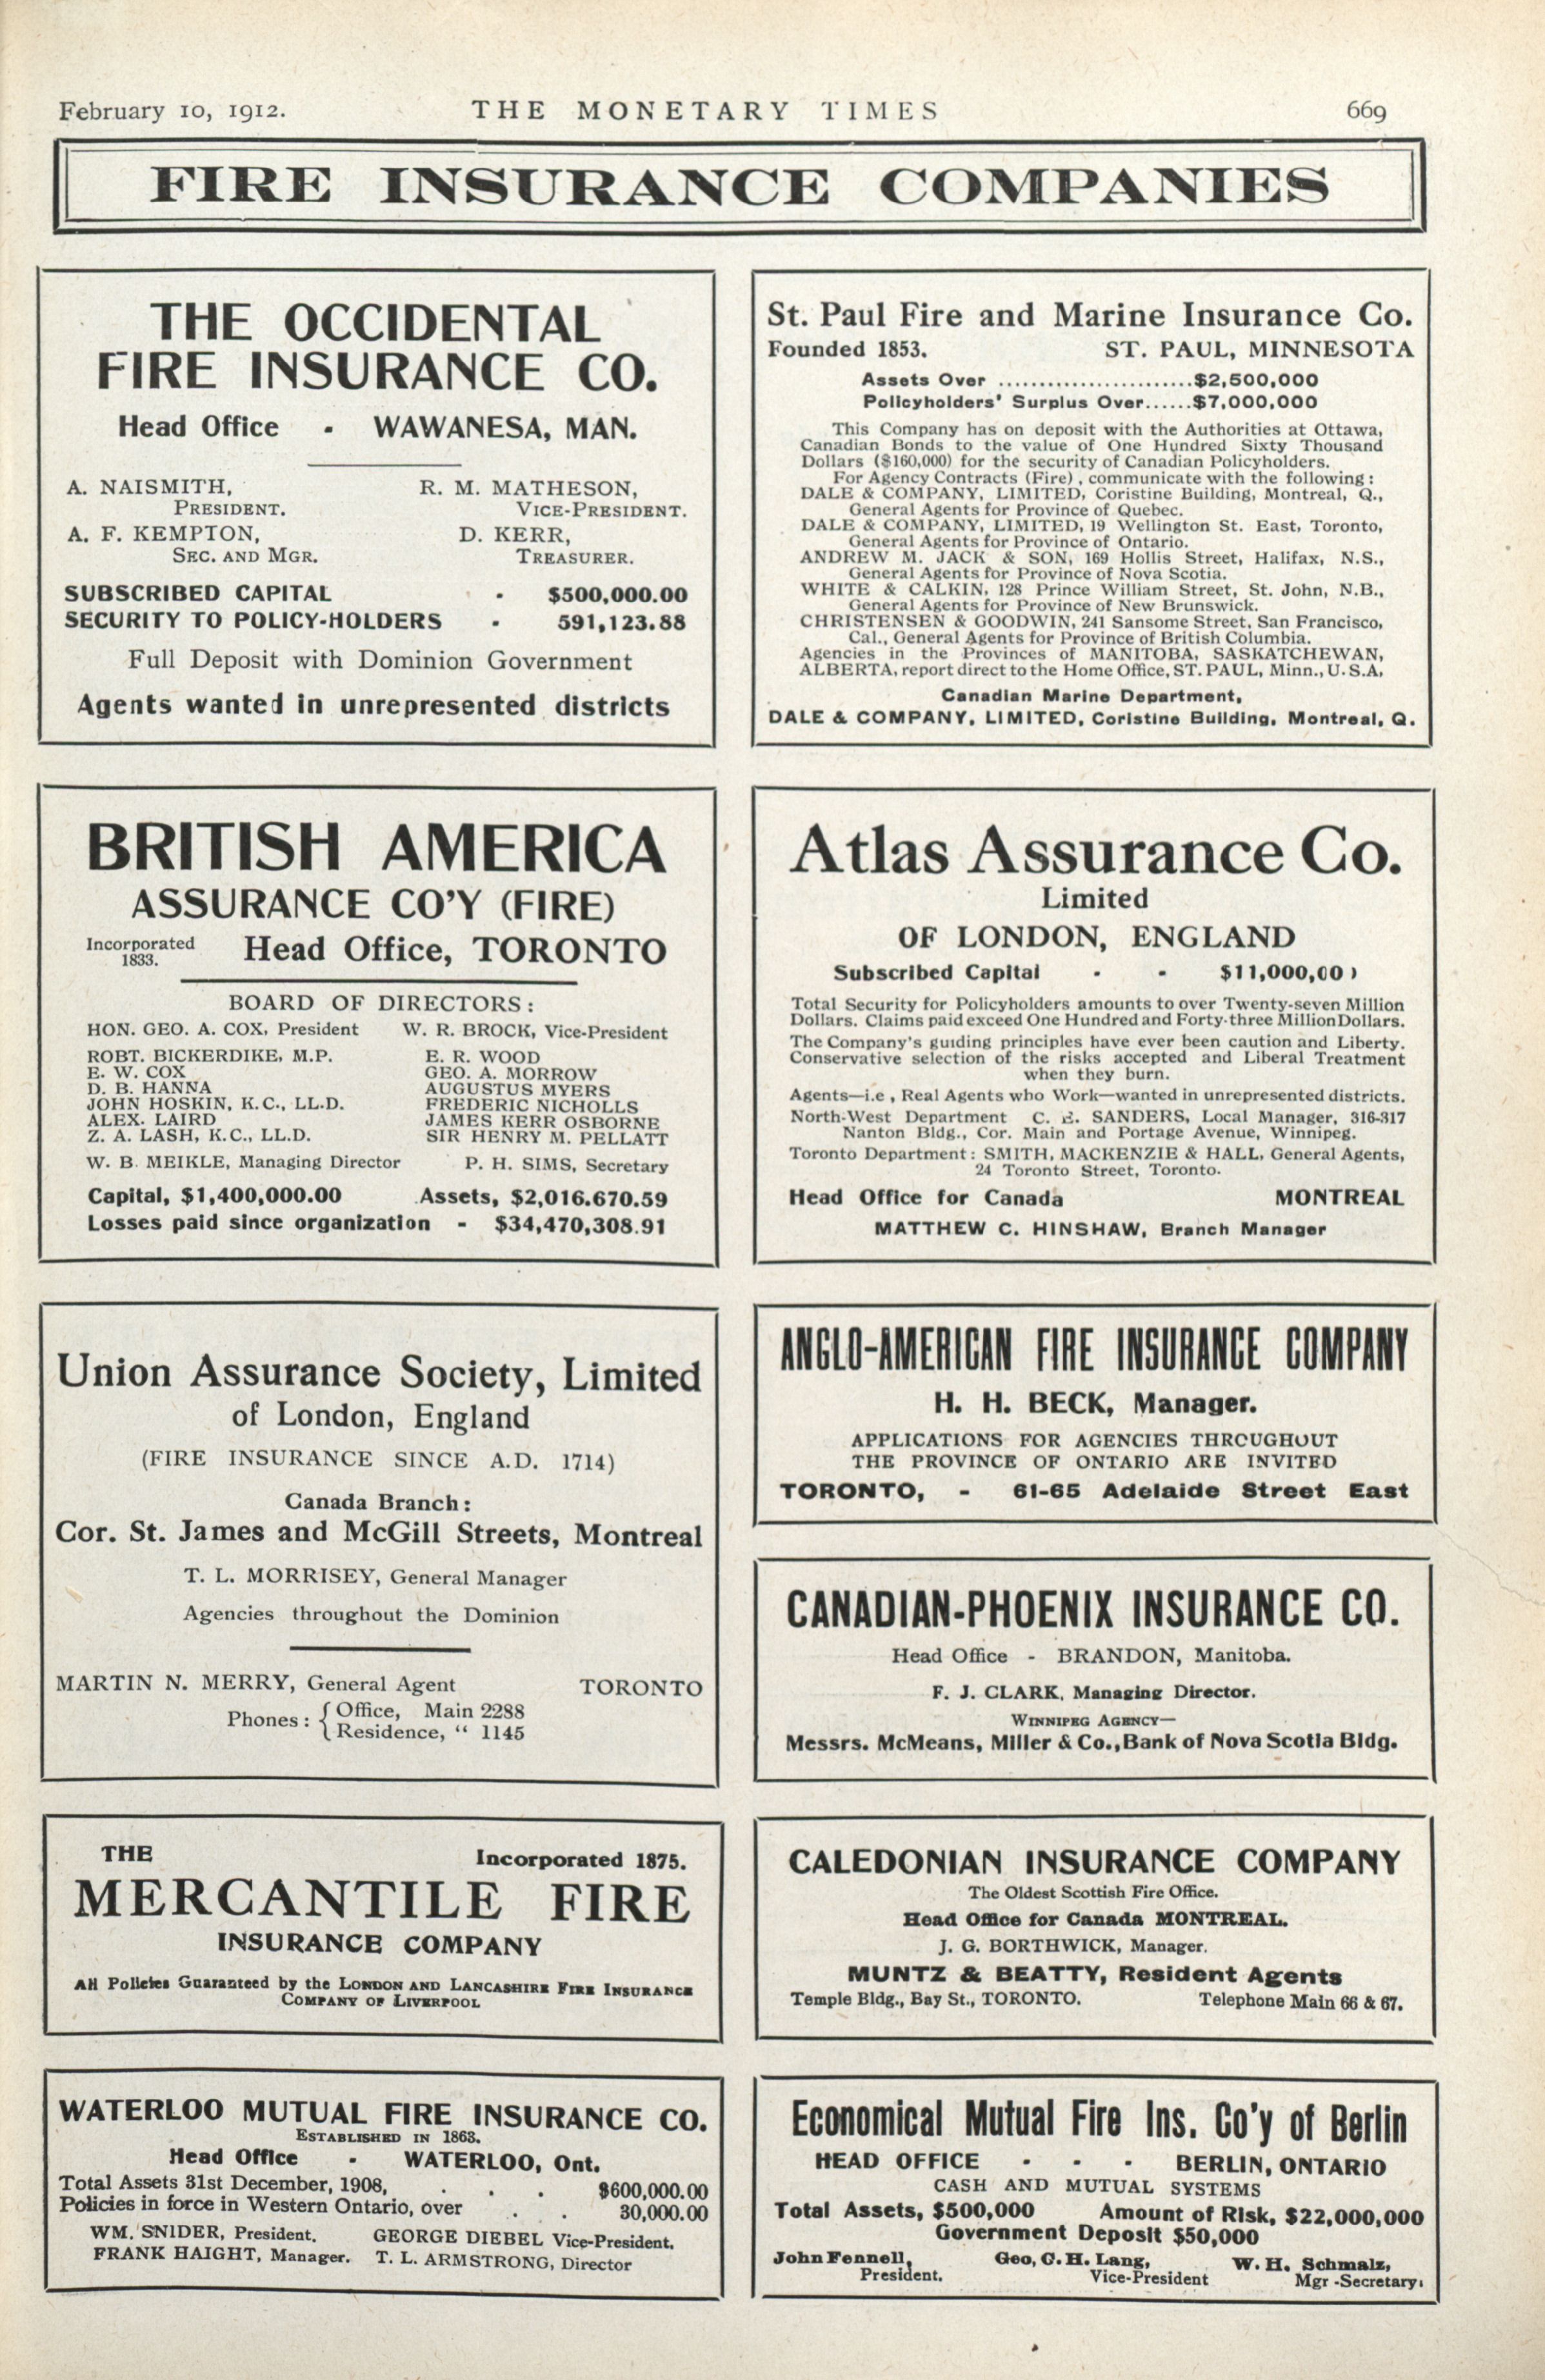 February 10, 1912.
THE MONETARY TIMES
669
FIRE INSURANCE COMPANIES
THE OCCIDENTAL
FIRE INSURANCE CO.
Head Office - WAWANESA, MAN.
A. NAISMITH, R. M. MATHESON,
PRESIDENT. VICE-PRESIDENT.
A. F. KEMPTON, D. KERR,
SEC. AND MGR. TREASURER.
SUBSCRIBED CAPITAL - $500,000.00
SECURITY TO POLICY-HOLDERS - 591,123.88
Full Deposit with Dominion Government
Agents wanted in unrepresented districts
St. Paul Fire and Marine Insurance Co.
Founded 1853. ST. PAUL, MINNESOTA
Assets Over ........................$2,500,000
Policyholders' Surplus Over......$7,000,000
This Company has on deposit with the Authorities at Ottawa,
Canadian Bonds to the value of One Hundred Sixty Thousand
Dollars ($160,000) for the security of Canadian Policyholders.
For Agency Contracts (Fire), communicate with the following:
DALE & COMPANY, LIMITED, Coristine Building, Montreal, Q.,
General Agents for Province of Quebec.
DALE & COMPANY, LIMITED, 19 Wellington St. East, Toronto,
General Agents for Province of Ontario.
ANDREW M. JACK & SON, 169 Hollis Street, Halifax, N.S.,
General Agents for Province of Nova Scotia.
WHITE & CALKIN, 128 Prince William Street, St. John, N.B.,
General Agents for Province of New Brunswick.
CHRISTENSEN & GOODWIN, 241 Sansome Street, San Francisco,
Cal., General Agents for Province of British Columbia.
Agencies in the Provinces of MANITOBA, SASKATCHEWAN,
ALBERTA, report direct to the Home Office, ST. PAUL, Minn., U.S.A,
Canadian Marine Department,
DALE & COMPANY, LIMITED, Coristine Building, Montreal, Q.
BRITISH AMERICA
ASSURANCE CO'Y (FIRE)
Incorporated 1833. Head Office, TORONTO
BOARD OF DIRECTORS:
HON. GEO. A. COX, President W. R. BROCK, Vice-President
ROBT. BICKERDIKE, M.P. E. R. WOOD
E. W. COX GEO. A. MORROW
D. B. HANNA AUGUSTUS MYERS
JOHN HOSKIN, K.C., LL.D. FREDERIC NICHOLLS
ALEX. LAIRD JAMES KERR OSBORNE
Z. A. LASH, K.C., LL.D. SIR HENRY M. PELLATT
W. B. MEIKLE, Managing Director P. H. SIMS, Secretary
Capital, $1,400,000.00 Assets, $2,016.670.59
Losses paid since organization - $34,470,308.91
Atlas Assurance Co.
Limited
OF LONDON, ENGLAND
Subscribed Capital - - $11,000,00)
Total Security for Policyholders amounts to over Twenty-seven Million
Dollars. Claims paid exceed One Hundred and Forty-three Million Dollars.
The Company's guiding principles have ever been caution and Liberty.
Conservative selection of the risks accepted and Liberal Treatment
when they burn.
Agents—i.e, Real Agents who Work—wanted in unrepresented districts.
North-West Department C. E. SANDERS, Local Manager, 316-317
Nanton Bldg., Cor. Main and Portage Avenue, Winnipeg.
Toronto Department: SMITH, MACKENZIE & HALL, General Agents,
24 Toronto Street, Toronto.
Head Office for Canada MONTREAL
MATTHEW C. HINSHAW, Branch Manager
Union Assurance Society, Limited
of London, England
(FIRE INSURANCE SINCE A.D. 1714)
Canada Branch:
Cor. St. James and McGill Streets, Montreal
T. L. MORRISEY, General Manager
Agencies throughout the Dominion
MARTIN N. MERRY, General Agent TORONTO
Phones: { Office, Main 2288
Residence, “ 1145
ANGLO-AMERICAN FIRE INSURANCE COMPANY
H. H. BECK, Manager.
APPLICATIONS FOR AGENCIES THROUGHOUT
THE PROVINCE OF ONTARIO ARE INVITED
TORONTO, - 61-65 Adelaide Street East
CANADIAN-PHOENIX INSURANCE CO.
Head Office - BRANDON, Manitoba.
F. J. CLARK, Managing Director.
WINNIPEG AGENCY—
Messrs. McMeans, Miller & Co., Bank of Nova Scotia Bldg.
THE Incorporated 1875.
MERCANTILE FIRE
INSURANCE COMPANY
All Policies Guaranteed by the LONDON AND LANCASHIRE FIRE INSURANCE
COMPANY OF LIVERPOOL
CALEDONIAN INSURANCE COMPANY
The Oldest Scottish Fire Office.
Head Office for Canada MONTREAL.
J. G. BORTHWICK, Manager.
MUNTZ & BEATTY, Resident Agents
Temple Bldg., Bay St., TORONTO. Telephone Main 66 & 67.
WATERLOO MUTUAL FIRE INSURANCE CO.
ESTABLISHED IN 1863.
Head Office - WATERLOO, Ont.
Total Assets 31st December, 1908, . . . $600,000.00
Policies in force in Western Ontario, over . . 30,000.00
WM. SNIDER, President. GEORGE DIEBEL Vice-President.
FRANK HAIGHT, Manager. T. L. ARMSTRONG, Director
Economical Mutual Fire Ins. Co'y of Berlin
HEAD OFFICE - - - BERLIN, ONTARIO
CASH AND MUTUAL SYSTEMS
Total Assets, $500,000 Amount of Risk, $22,000,000
Government Deposit $50,000
John Fennell, Geo, C. H. Lang, W. H. Schmalz,
President. Vice-President Mgr-Secretary.